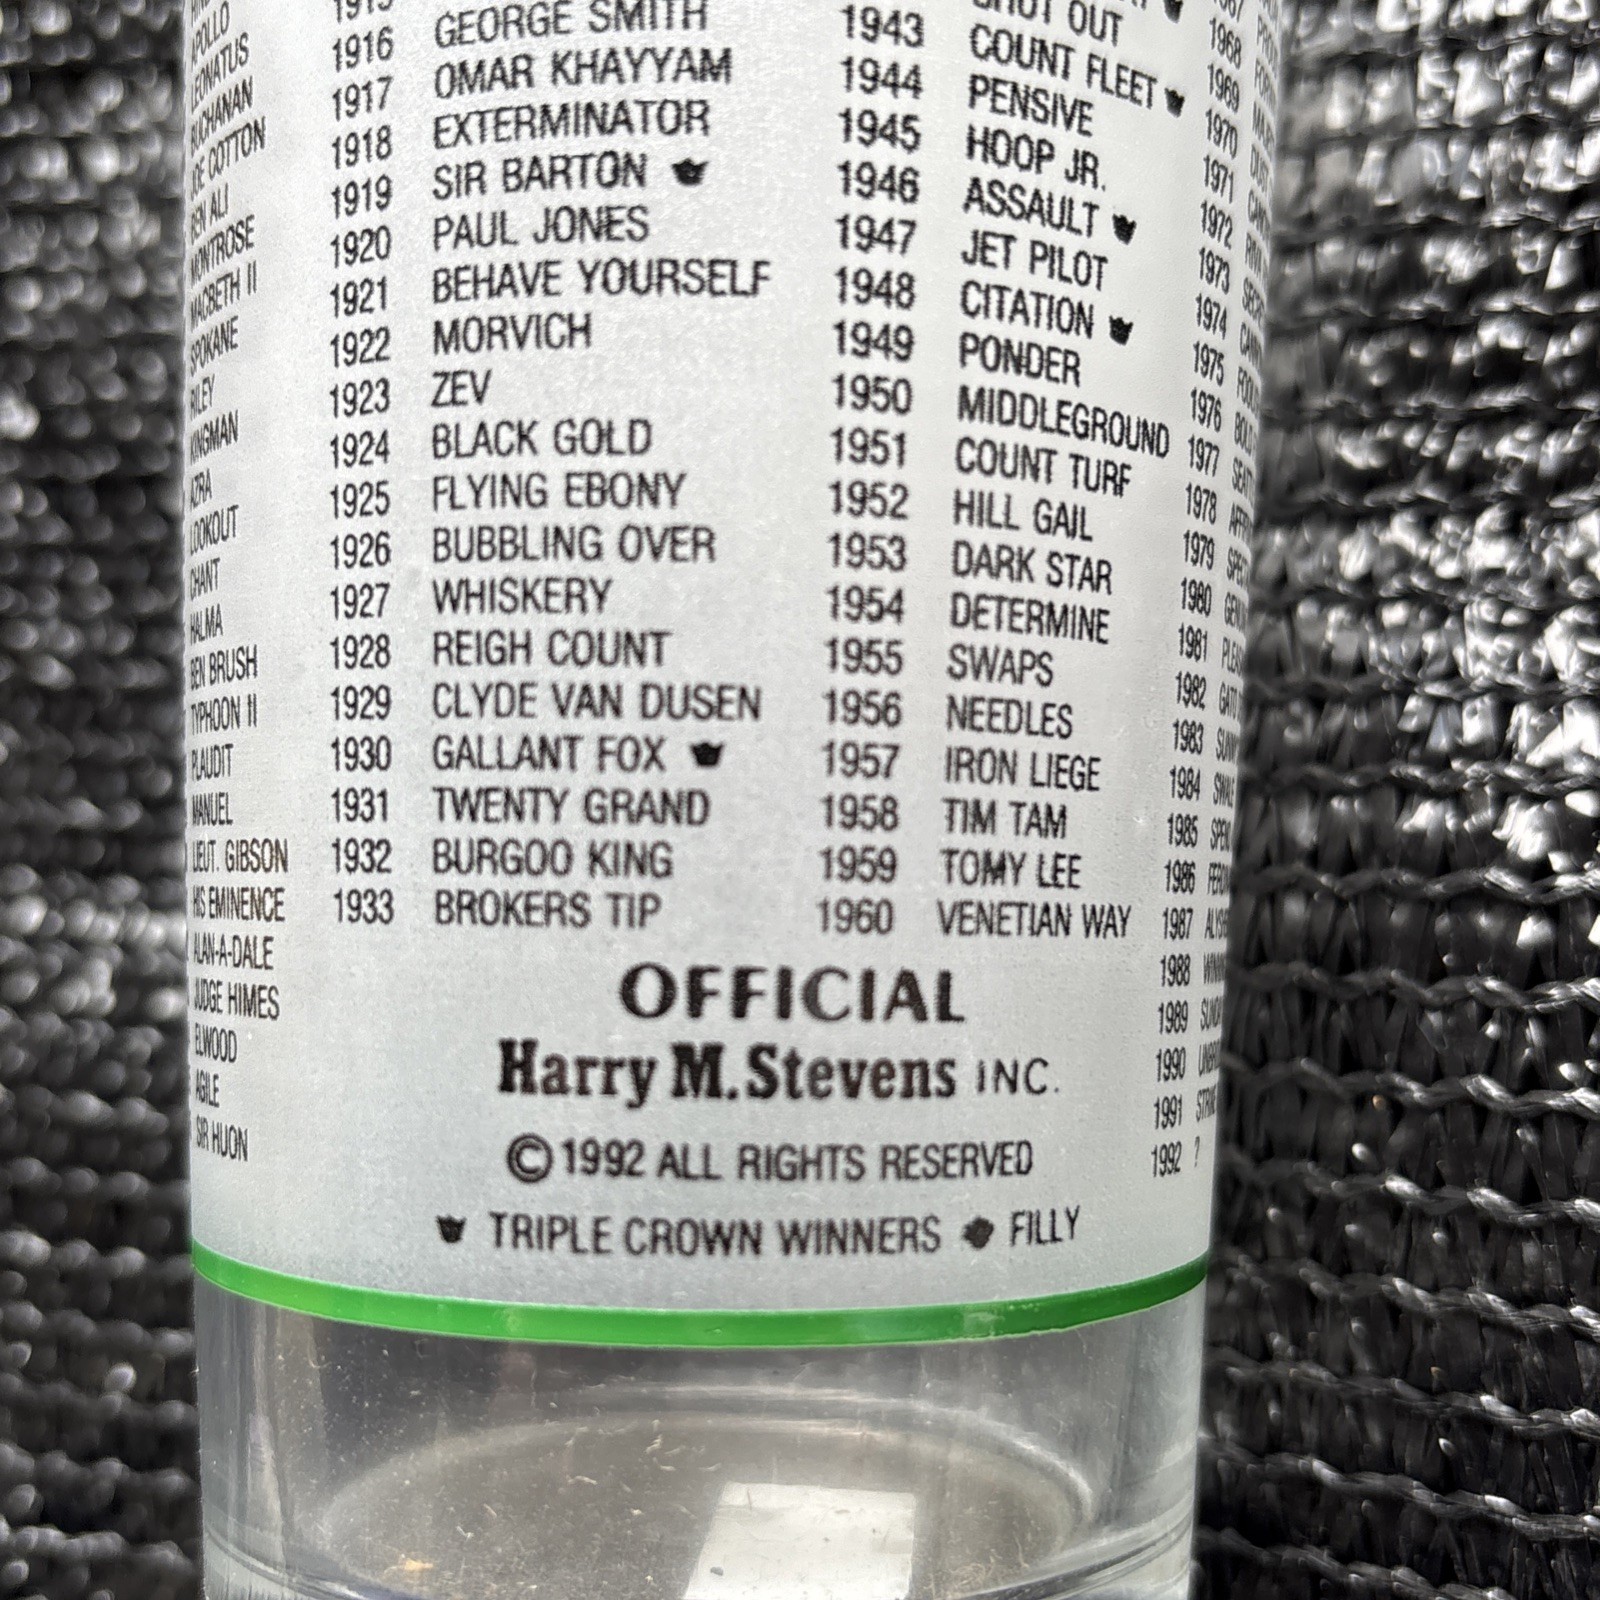 APOLLO
LEONATUS
BUCHANAN
JOE COTTON
BEN ALI
MONTROSE
MACBETH II
SPOKANE
RILEY
KINGMAN
AZRA
LOOKOUT
CHANT
HALMA
BEN BRUSH
TYPHOON II
PLAUDIT
MANUEL
LIEUT. GIBSON
HIS EMINENCE
ALAN-A-DALE
JUDGE HIMES
ELWOOD
AGILE
SIR HUON
1915
1916 GEORGE SMITH
1917 OMAR KHAYYAM
1918 EXTERMINATOR
1919 SIR BARTON
1920 PAUL JONES
1921 BEHAVE YOURSELF
1922 MORVICH
1923 ZEV
1924 BLACK GOLD
1925 FLYING EBONY
1926 BUBBLING OVER
1927 WHISKERY
1928 REIGH COUNT
1929 CLYDE VAN DUSEN
1930 GALLANT FOX
1931 TWENTY GRAND
1932 BURGOO KING
1933 BROKERS TIP
SHUT OUT
1943 COUNT FLEET
1944 PENSIVE
1945 HOOP JR.
1946 ASSAULT
1947 JET PILOT
1948 CITATION
1949 PONDER
1950 MIDDLEGROUND
1951 COUNT TURF
1952 HILL GAIL
1953 DARK STAR
1954 DETERMINE
1955 SWAPS
1956 NEEDLES
1957 IRON LIEGE
1958 TIM TAM
1959 TOMY LEE
1960 VENETIAN WAY
1968
1969
1970
1971
1972
1973
1974
1975
1976
1977
1978
1979
1980
1981
1982
1983
1984 SWALE
1985
1986
1987
1988
1989
1990
1991
1992 ?
OFFICIAL
Harry M. Stevens INC.
© 1992 ALL RIGHTS RESERVED
TRIPLE CROWN WINNERS FILLY